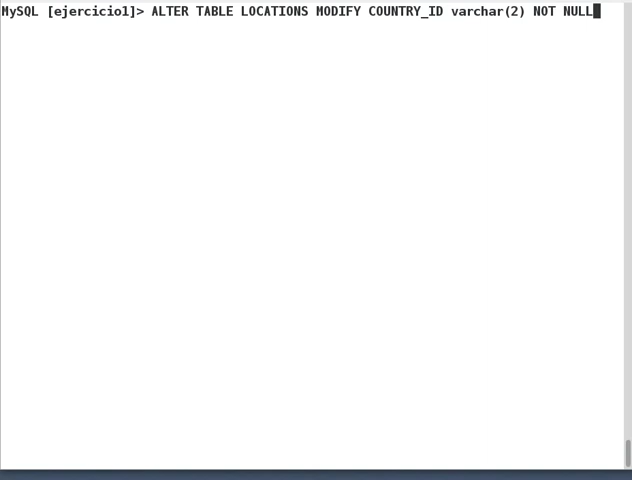 MySQL [ejercicio1]> ALTER TABLE LOCATIONS MODIFY COUNTRY_ID varchar(2) NOT NULL